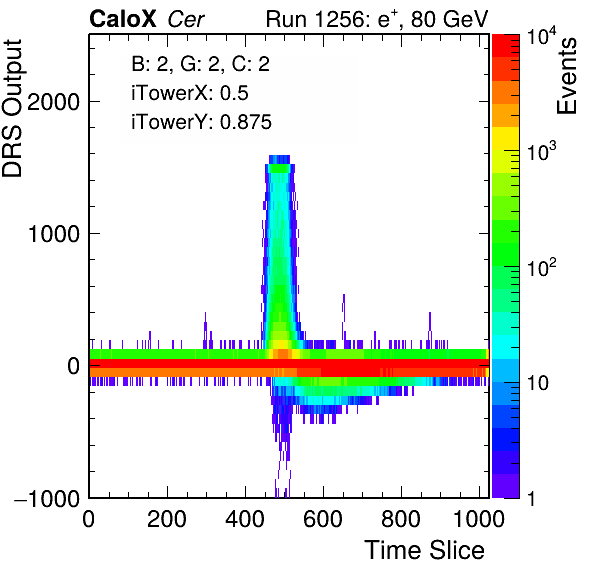 CaloX Cer
Run 1256: e⁺, 80 GeV
B: 2, G: 2, C: 2
iTowerX: 0.5
iTowerY: 0.875
DRS Output
2000
1000
0
−1000
0 200 400 600 800 1000
Time Slice
Events
10⁴
10³
10²
10
1